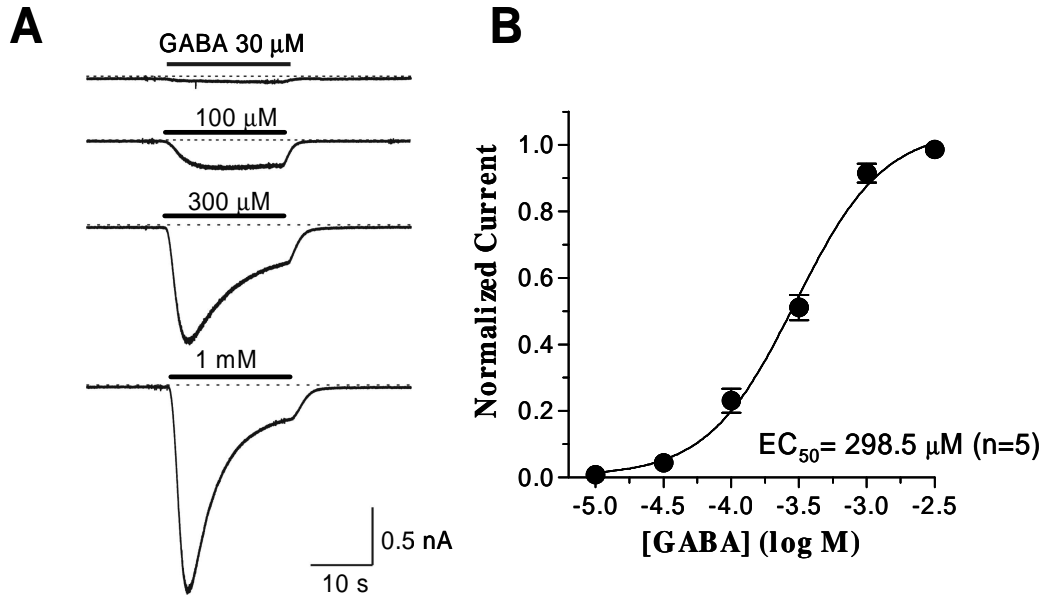 A
GABA 30 μM
100 μM
300 μM
1 mM
0.5 nA
10 s
B
Normalized Current
1.0
0.8
0.6
0.4
0.2
0.0
EC50= 298.5 μM (n=5)
-5.0 -4.5 -4.0 -3.5 -3.0 -2.5
[GABA] (log M)